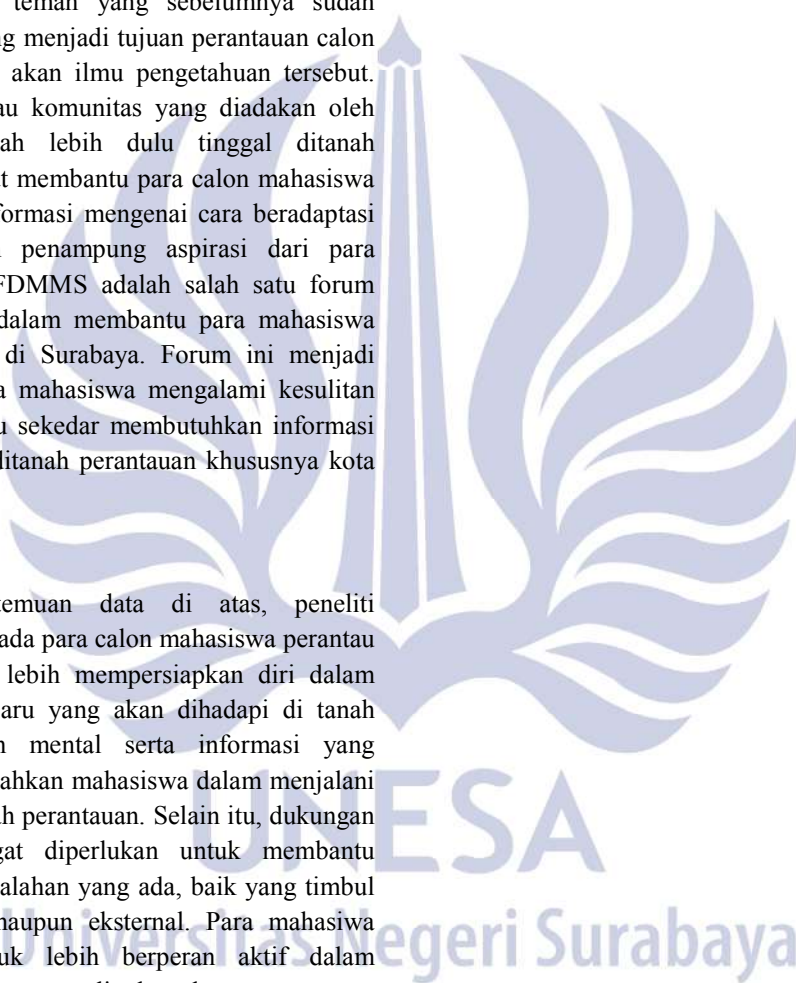 teman yang sebelumnya sudah
ng menjadi tujuan perantauan calon
akan ilmu pengetahuan tersebut.
au komunitas yang diadakan oleh
ah lebih dulu tinggal ditanah
at membantu para calon mahasiswa
formasi mengenai cara beradaptasi
penampung aspirasi dari para
FDMMS adalah salah satu forum
dalam membantu para mahasiswa
di Surabaya. Forum ini menjadi
a mahasiswa mengalami kesulitan
u sekedar membutuhkan informasi
ditanah perantauan khususnya kota
temuan data di atas, peneliti
ada para calon mahasiswa perantau
lebih mempersiapkan diri dalam
aru yang akan dihadapi di tanah
n mental serta informasi yang
ahkan mahasiswa dalam menjalani
ah perantauan. Selain itu, dukungan
gat diperlukan untuk membantu
alahan yang ada, baik yang timbul
maupun eksternal. Para mahasiwa
uk lebih berperan aktif dalam
UNESA
Universitas Negeri Surabaya